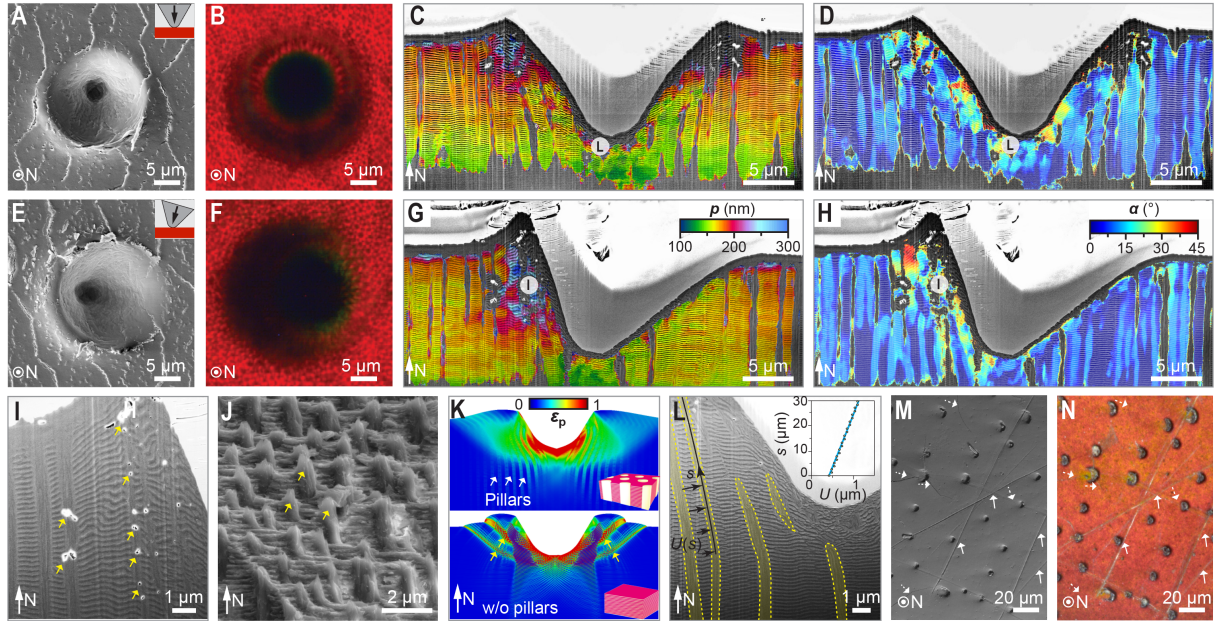 A
5 µm
N
B
5 µm
N
C
L
N
5 µm
D
L
N
5 µm
E
5 µm
N
F
5 µm
N
G
p (nm)
100 200 300
I
N
5 µm
H
α (°)
0 15 30 45
I
N
5 µm
I
N
1 µm
J
N
2 µm
K
0 1
εp
Pillars
w/o pillars
N
L
30
s (µm)
0
0 1
U (µm)
s
U(s)
N
1 µm
M
N
20 µm
N
N
20 µm